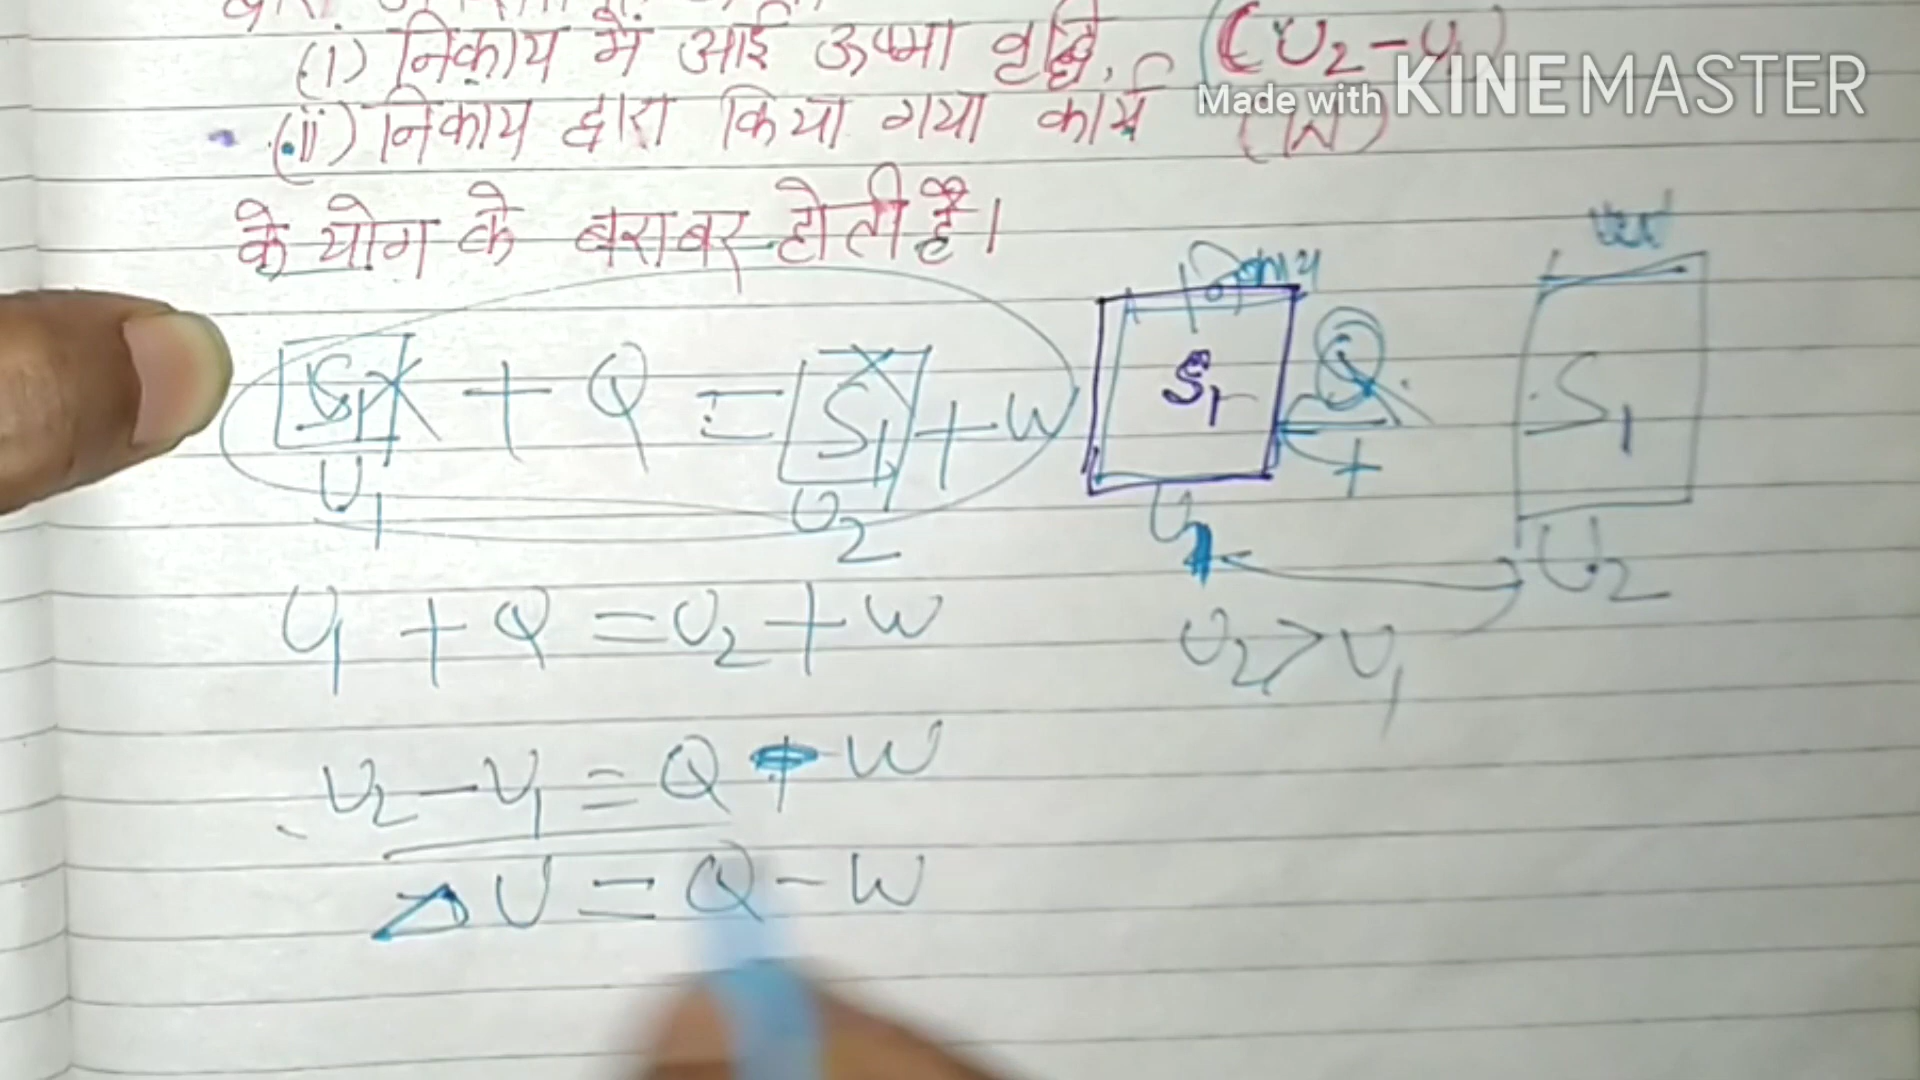 (i) निकाय में आई ऊष्मा वृद्धि, (U₂-U₁)
Made with KINEMASTER
(ii) निकाय द्वारा किया गया कार्य (W)
के योग के बराबर होती है।
S₁ + Q = S₁ + W
U₁ U₂
S₁ Q S₁
+
U₁ U₂
U₁ + Q = U₂ + W
U₂ > U₁
U₂ - U₁ = Q - W
ΔU = Q - W